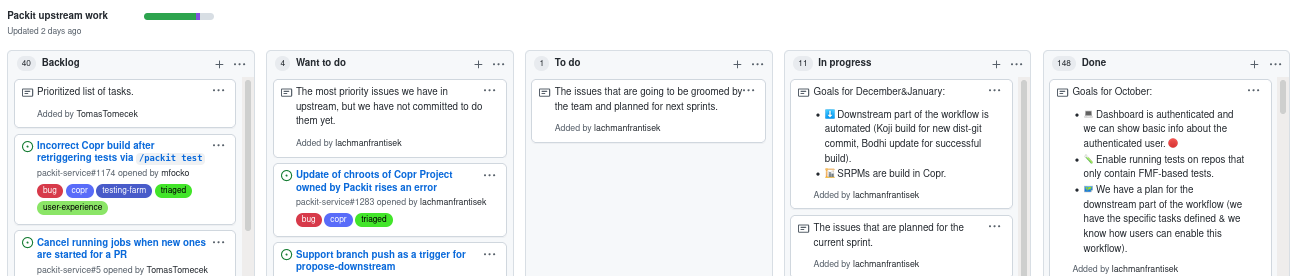 Packit upstream work
Updated 2 days ago
40 Backlog
Prioritized list of tasks.
Added by TomasTomecek
Incorrect Copr build after
retriggering tests via /packit test
packit-service#1174 opened by mfocko
bug copr testing-farm triaged
user-experience
Cancel running jobs when new ones
are started for a PR
packit-service#5 opened by TomasTomecek
4 Want to do
The most priority issues we have in
upstream, but we have not committed to do
them yet.
Added by lachmanfrantisek
Update of chroots of Copr Project
owned by Packit rises an error
packit-service#1283 opened by lachmanfrantisek
bug copr triaged
Support branch push as a trigger for
propose-downstream
1 To do
The issues that are going to be groomed by
the team and planned for next sprints.
Added by lachmanfrantisek
11 In progress
Goals for December&January:
• ⬇️ Downstream part of the workflow is
automated (Koji build for new dist-git
commit, Bodhi update for successful
build).
• SRPMs are build in Copr.
Added by lachmanfrantisek
The issues that are planned for the
current sprint.
Added by lachmanfrantisek
148 Done
Goals for October:
• 💻 Dashboard is authenticated and
we can show basic info about the
authenticated user. 🔴
• Enable running tests on repos that
only contain FMF-based tests.
• We have a plan for the
downstream part of the workflow (we
have the specific tasks defined & we
know how users can enable this
workflow).
Added by lachmanfrantisek